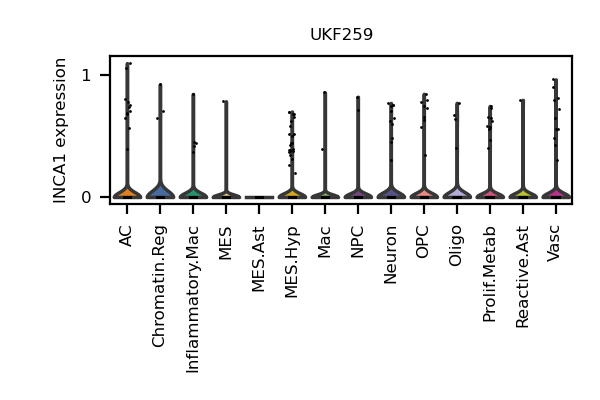 UKF259
INCA1 expression
1
0
AC
Chromatin.Reg
Inflammatory.Mac
MES
MES.Ast
MES.Hyp
Mac
NPC
Neuron
OPC
Oligo
Prolif.Metab
Reactive.Ast
Vasc